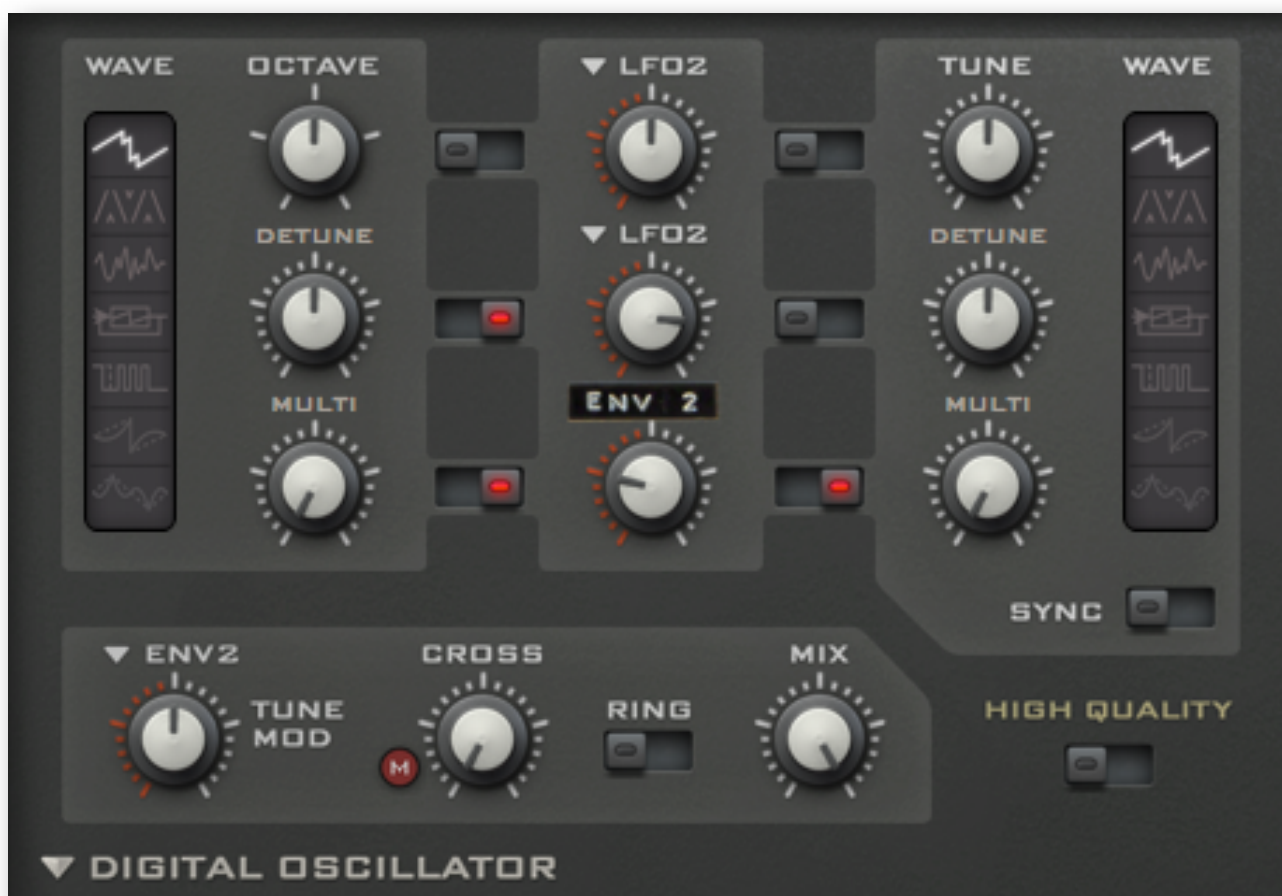 WAVE OCTAVE LFO2 TUNE WAVE
DETUNE LFO2 DETUNE
MULTI ENV 2 MULTI
SYNC
ENV2 CROSS MIX
TUNE MOD RING HIGH QUALITY
M
DIGITAL OSCILLATOR